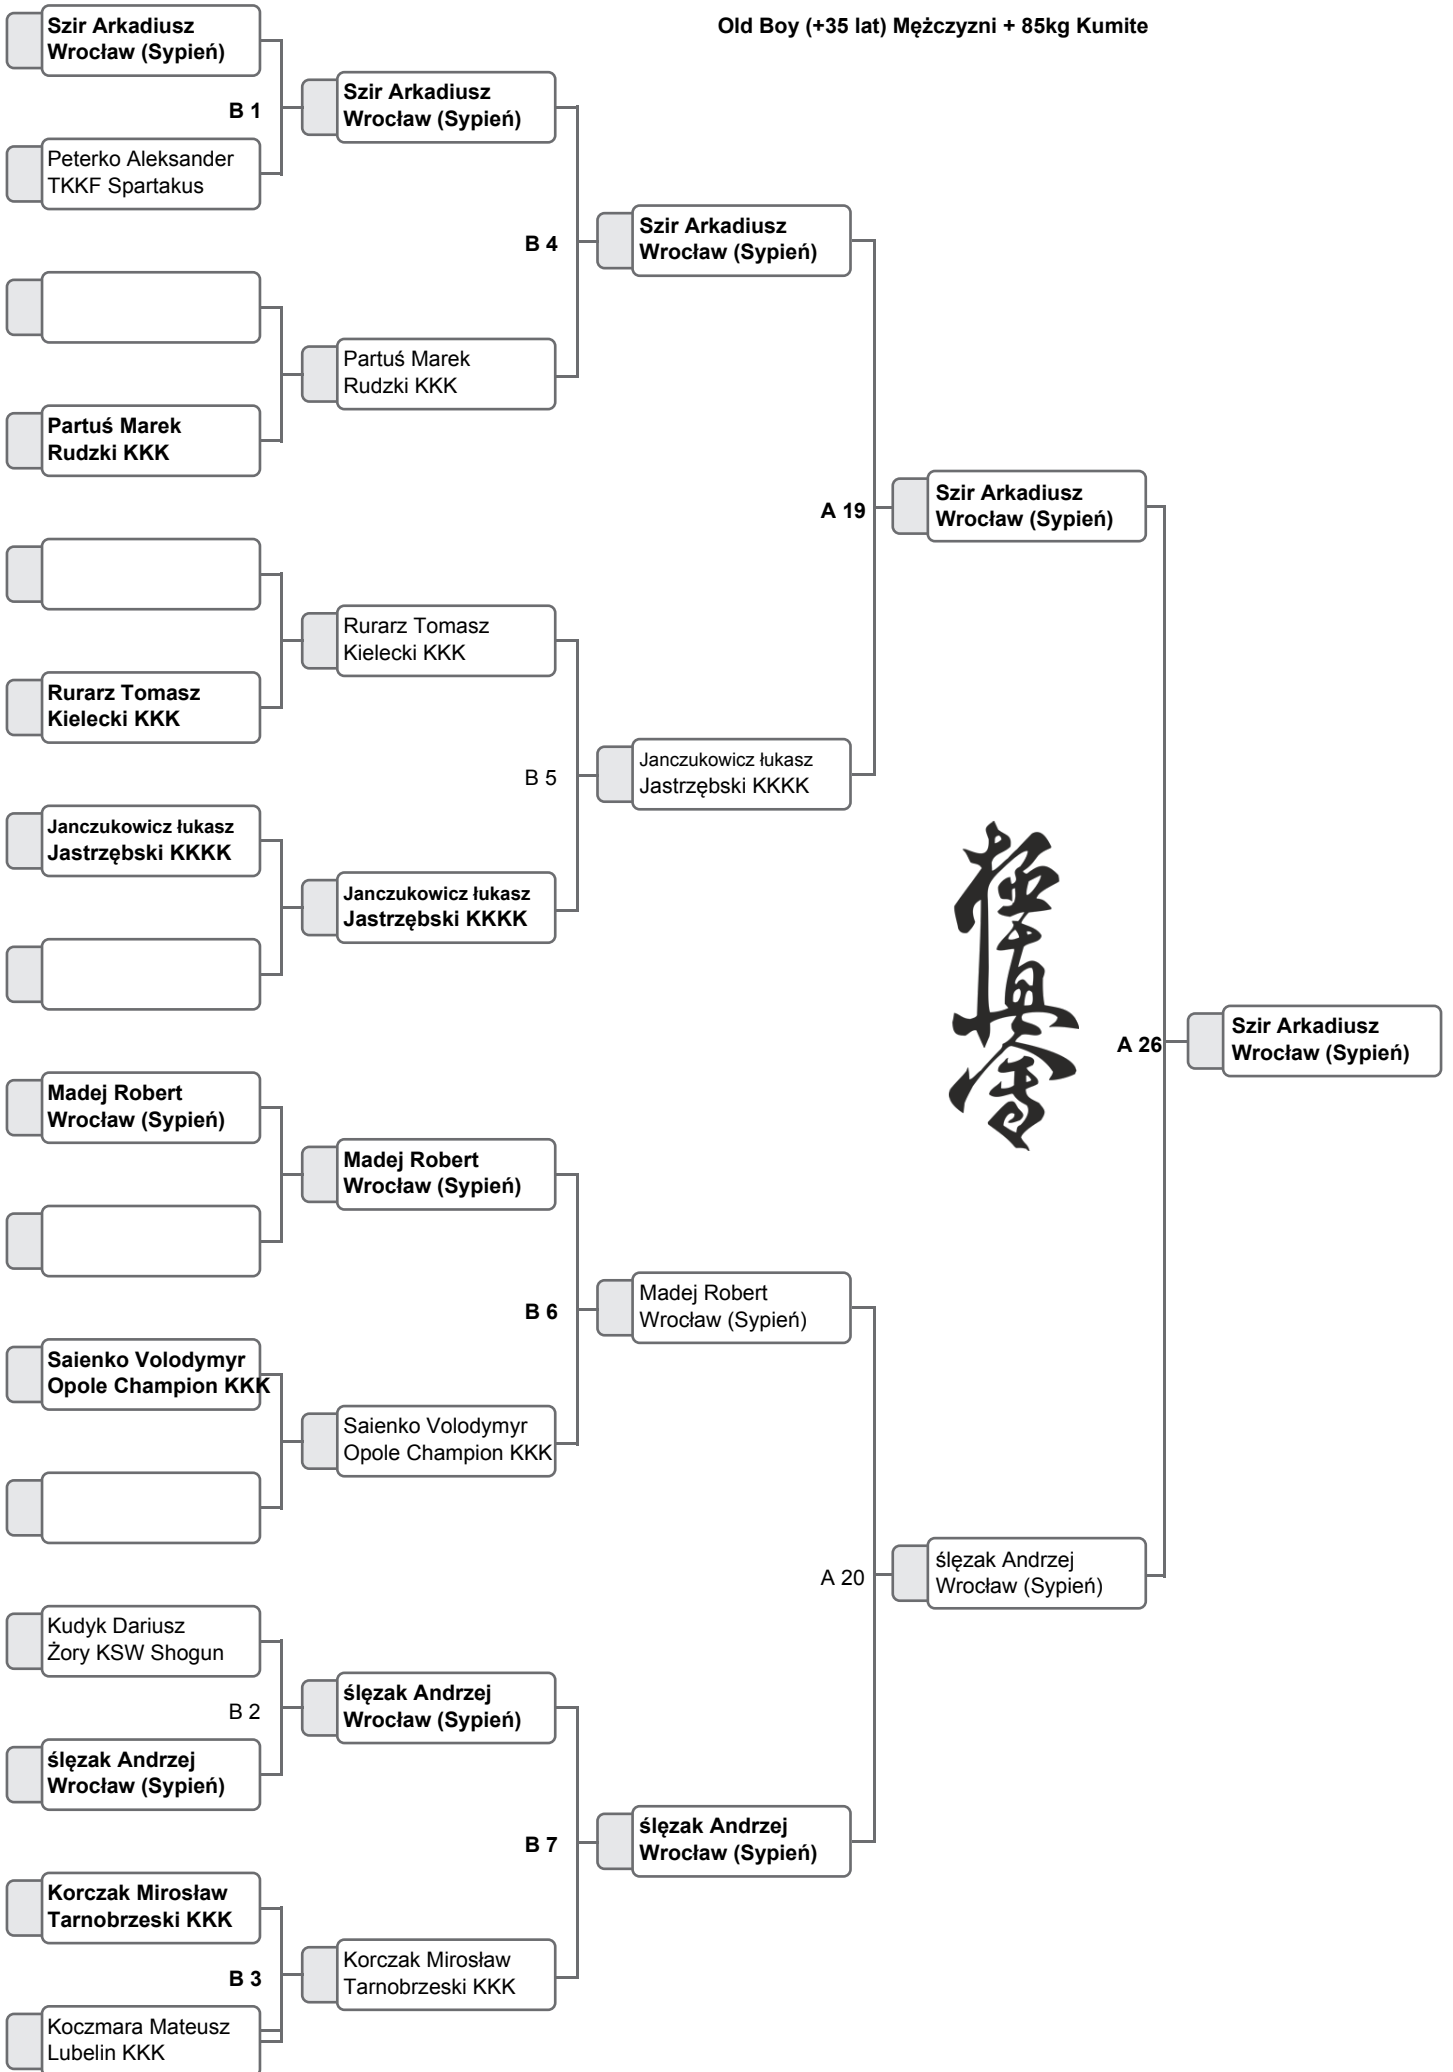 Old Boy (+35 lat) Mężczyzni + 85kg Kumite
Szir Arkadiusz
Wrocław (Sypień)
B 1
Peterko Aleksander
TKKF Spartakus
Partuś Marek
Rudzki KKK
Rurarz Tomasz
Kielecki KKK
Janczukowicz łukasz
Jastrzębski KKKK
Madej Robert
Wrocław (Sypień)
Saienko Volodymyr
Opole Champion KKK
Kudyk Dariusz
Żory KSW Shogun
B 2
ślęzak Andrzej
Wrocław (Sypień)
Korczak Mirosław
Tarnobrzeski KKK
B 3
Koczmara Mateusz
Lubelin KKK
Szir Arkadiusz
Wrocław (Sypień)
B 4
Partuś Marek
Rudzki KKK
Rurarz Tomasz
Kielecki KKK
B 5
Janczukowicz łukasz
Jastrzębski KKKK
Madej Robert
Wrocław (Sypień)
B 6
Saienko Volodymyr
Opole Champion KKK
ślęzak Andrzej
Wrocław (Sypień)
B 7
Korczak Mirosław
Tarnobrzeski KKK
Szir Arkadiusz
Wrocław (Sypień)
A 19
Janczukowicz łukasz
Jastrzębski KKKK
Madej Robert
Wrocław (Sypień)
A 20
ślęzak Andrzej
Wrocław (Sypień)
Szir Arkadiusz
Wrocław (Sypień)
極真会
A 26
ślęzak Andrzej
Wrocław (Sypień)
Szir Arkadiusz
Wrocław (Sypień)